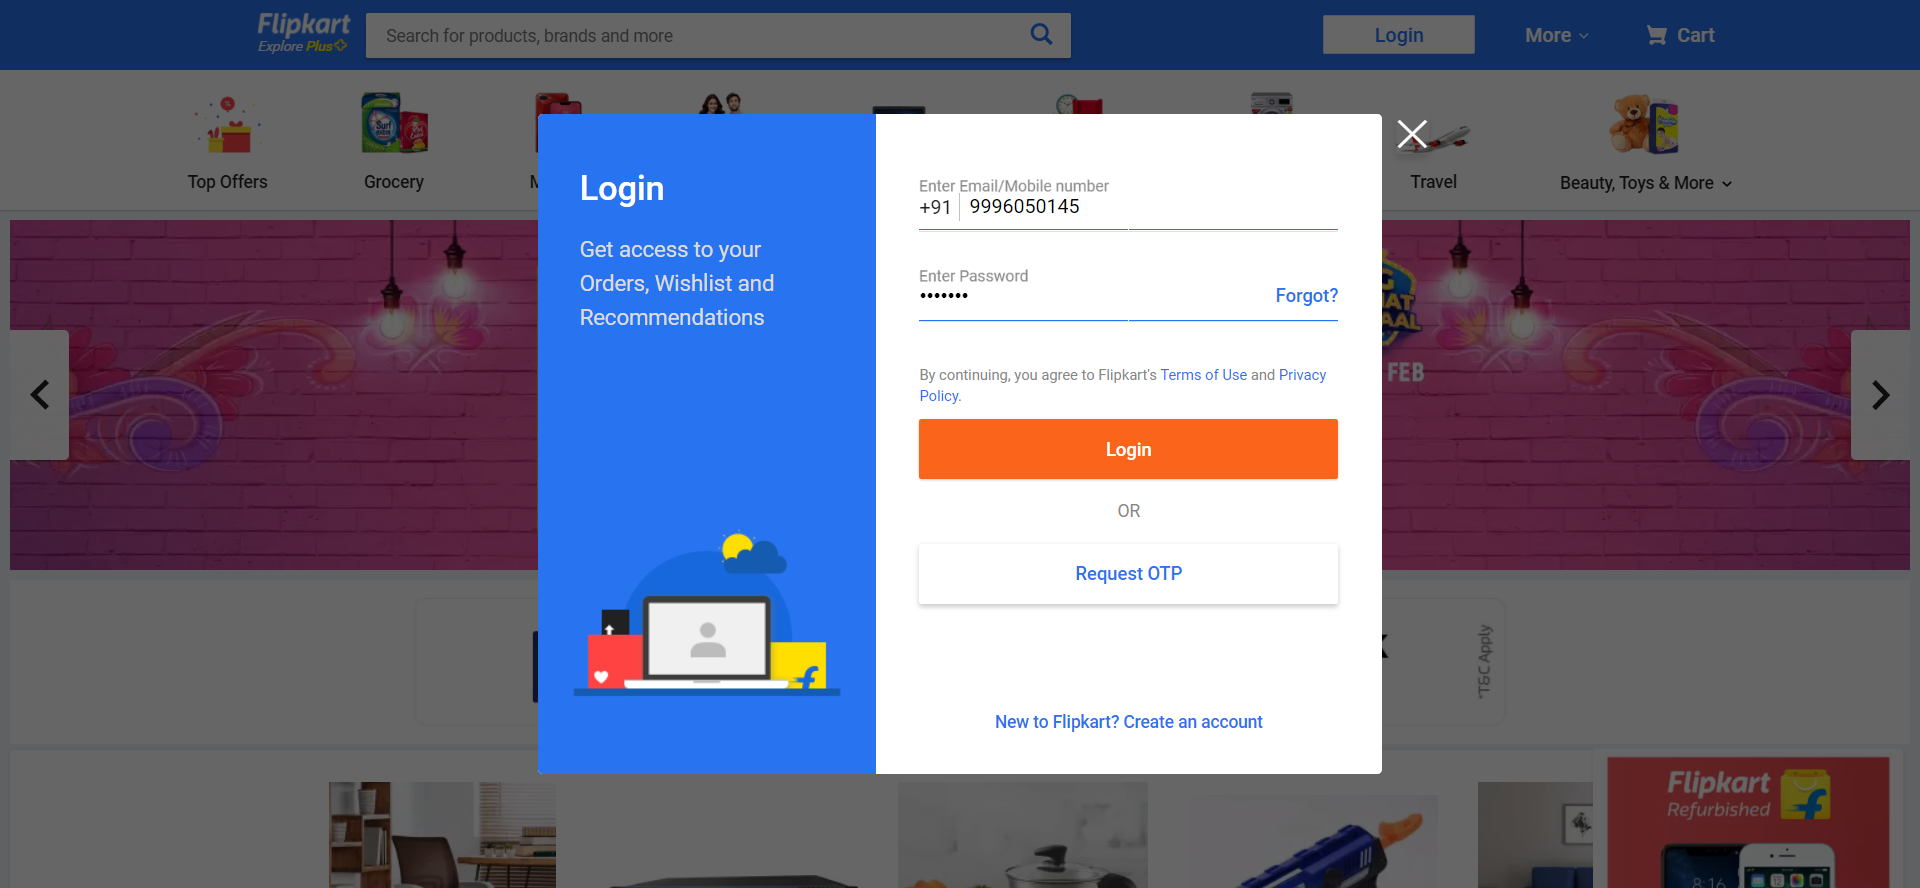 Flipkart
Explore Plus
Search for products, brands and more
Login
More
Cart
Top Offers
Grocery
Travel
Beauty, Toys & More
Login
Get access to your
Orders, Wishlist and
Recommendations
Enter Email/Mobile number
+91 9996050145
Enter Password
•••••••
Forgot?
By continuing, you agree to Flipkart's Terms of Use and Privacy
Policy.
Login
OR
Request OTP
New to Flipkart? Create an account
FEB
*T&C Apply
Flipkart
Refurbished
8:16